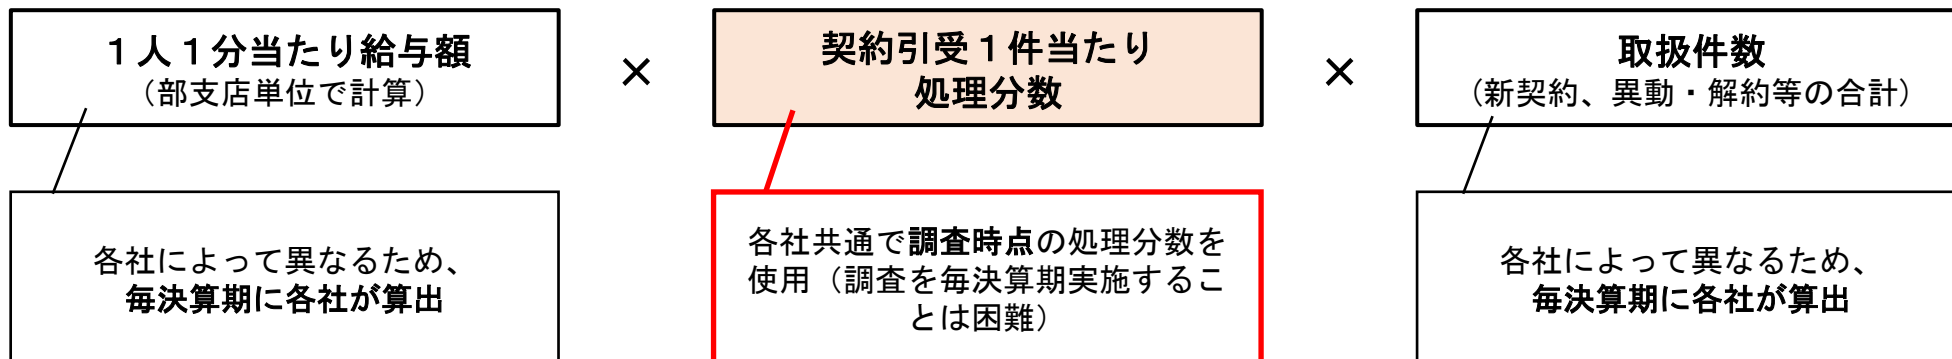 １人１分当たり給与額
（部支店単位で計算）
×
契約引受１件当たり
処理分数
×
取扱件数
（新契約、異動・解約等の合計）
各社によって異なるため、
毎決算期に各社が算出
各社共通で調査時点の処理分数を
使用（調査を毎決算期実施するこ
とは困難）
各社によって異なるため、
毎決算期に各社が算出